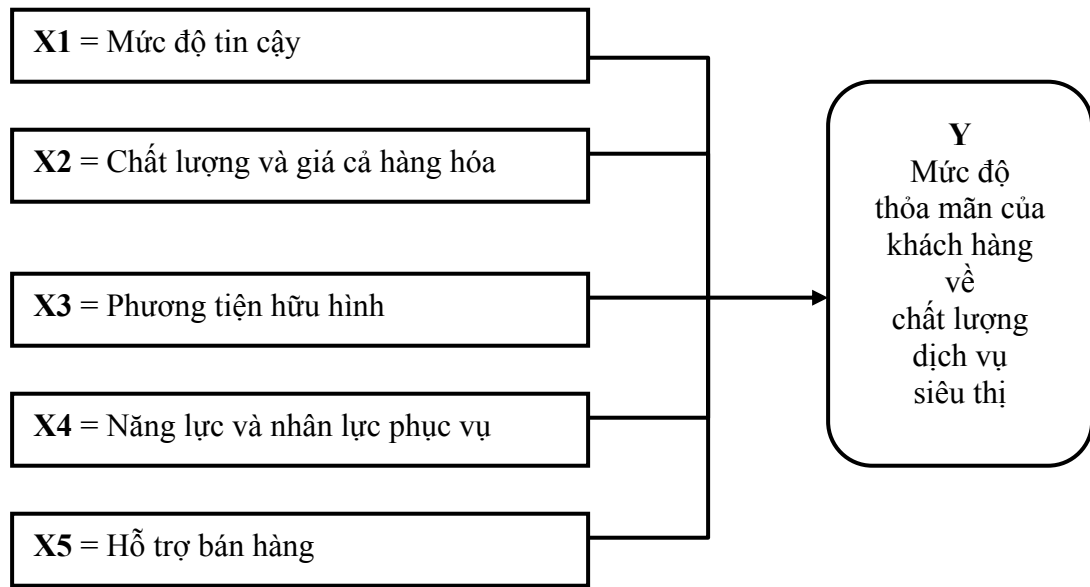 X1 = Mức độ tin cậy
X2 = Chất lượng và giá cả hàng hóa
X3 = Phương tiện hữu hình
X4 = Năng lực và nhân lực phục vụ
X5 = Hỗ trợ bán hàng
Y
Mức độ
thỏa mãn của
khách hàng
về
chất lượng
dịch vụ
siêu thị